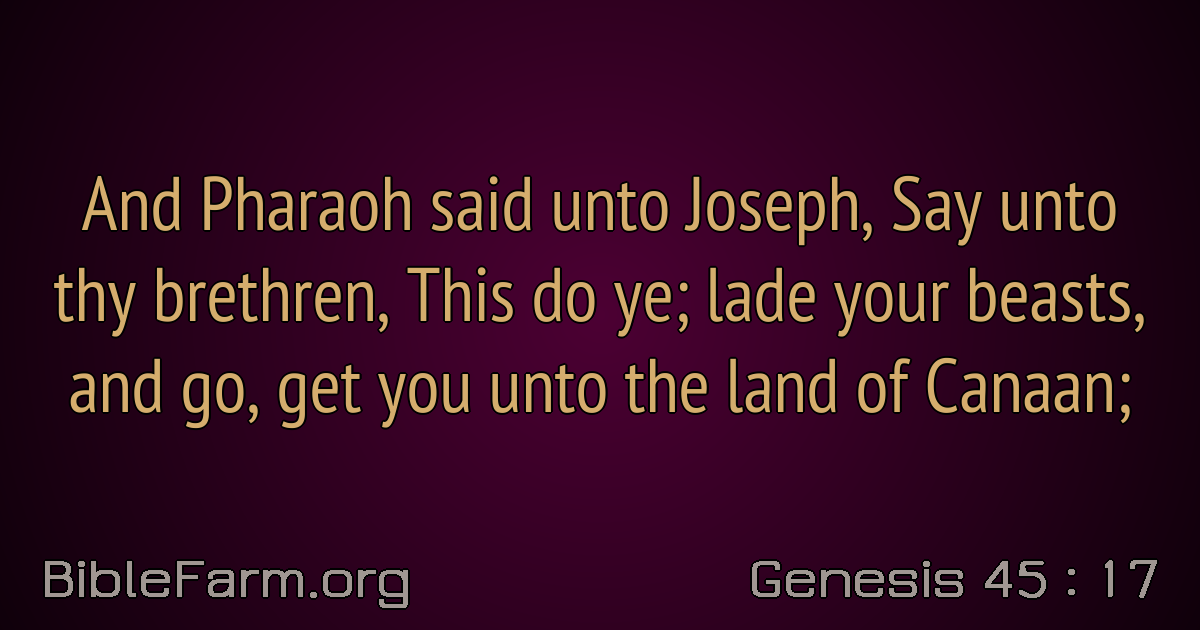 And Pharaoh said unto Joseph, Say unto
thy brethren, This do ye; lade your beasts,
and go, get you unto the land of Canaan;
BibleFarm.org
Genesis 45 : 17